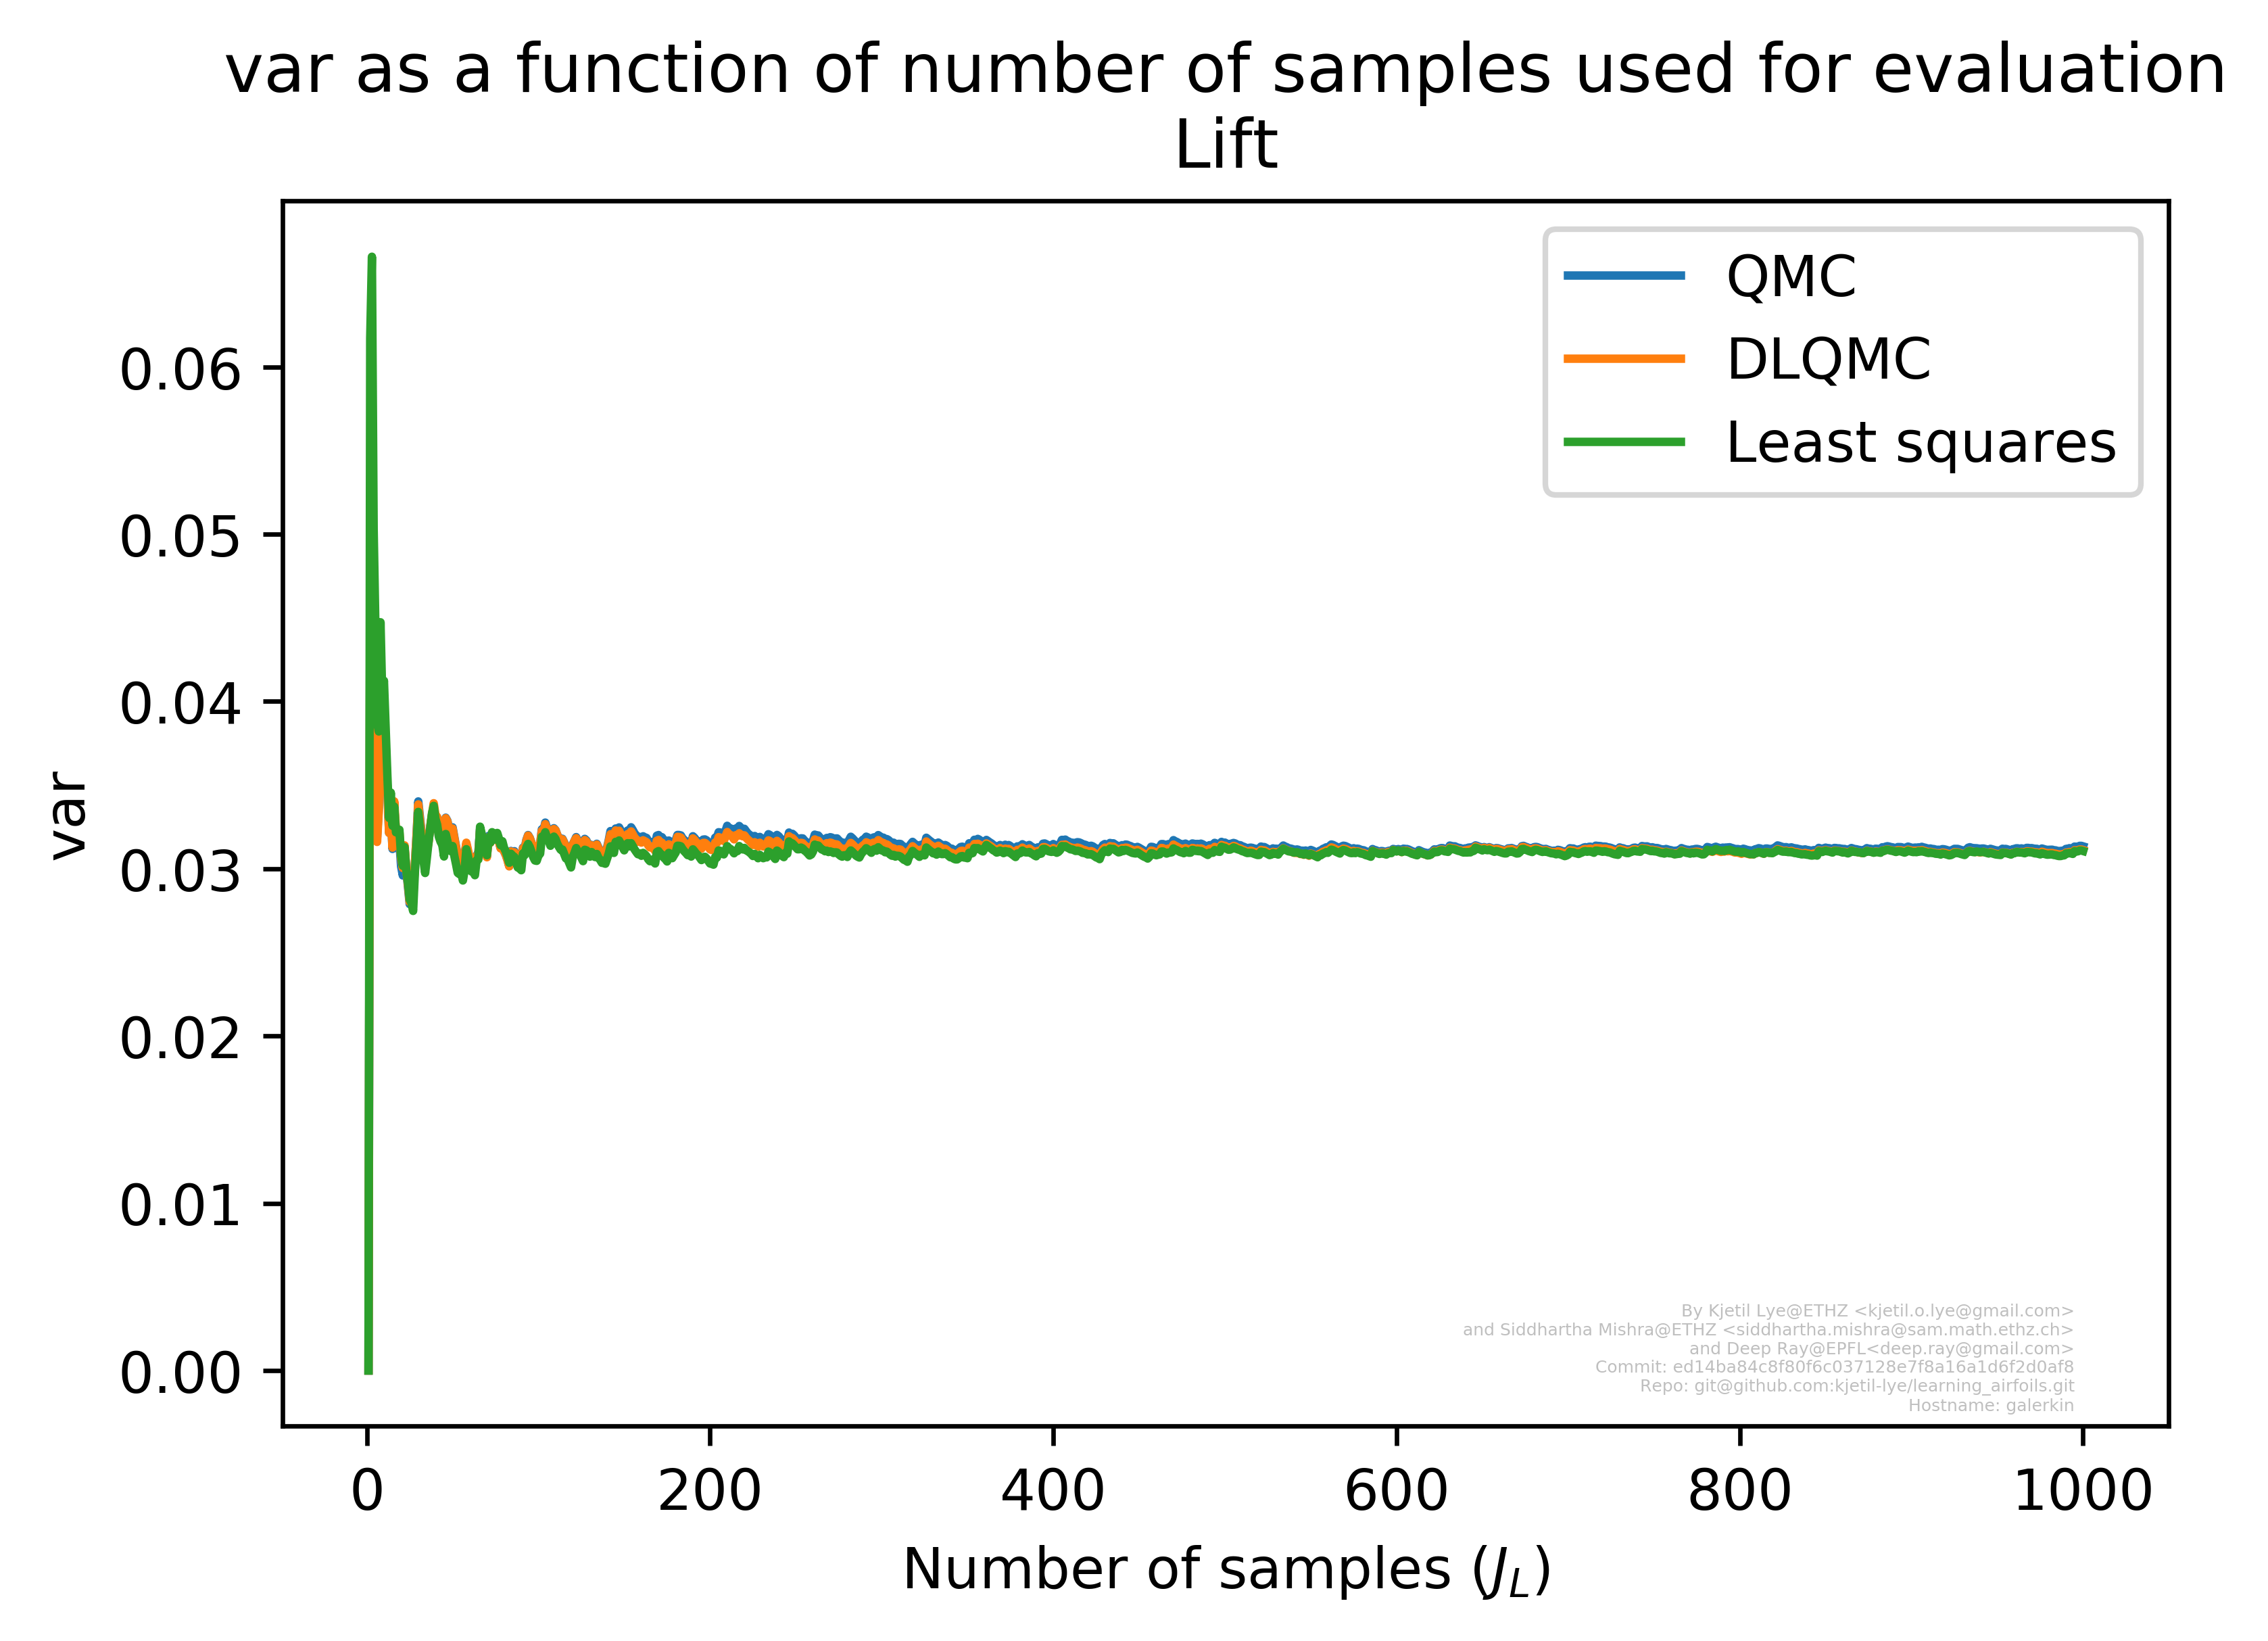 var as a function of number of samples used for evaluation
Lift
QMC
DLQMC
Least squares
0.06
0.05
0.04
0.03
0.02
0.01
0.00
var
By Kjetil Lye@ETHZ <kjetil.o.lye@gmail.com>
and Siddhartha Mishra@ETHZ <siddhartha.mishra@sam.math.ethz.ch>
and Deep Ray@EPFL<deep.ray@gmail.com>
Commit: ed14ba84c8f80f6c037128e7f8a16a1d6f2d0af8
Repo: git@github.com:kjetil-lye/learning_airfoils.git
Hostname: galerkin
0 200 400 600 800 1000
Number of samples (J_L)